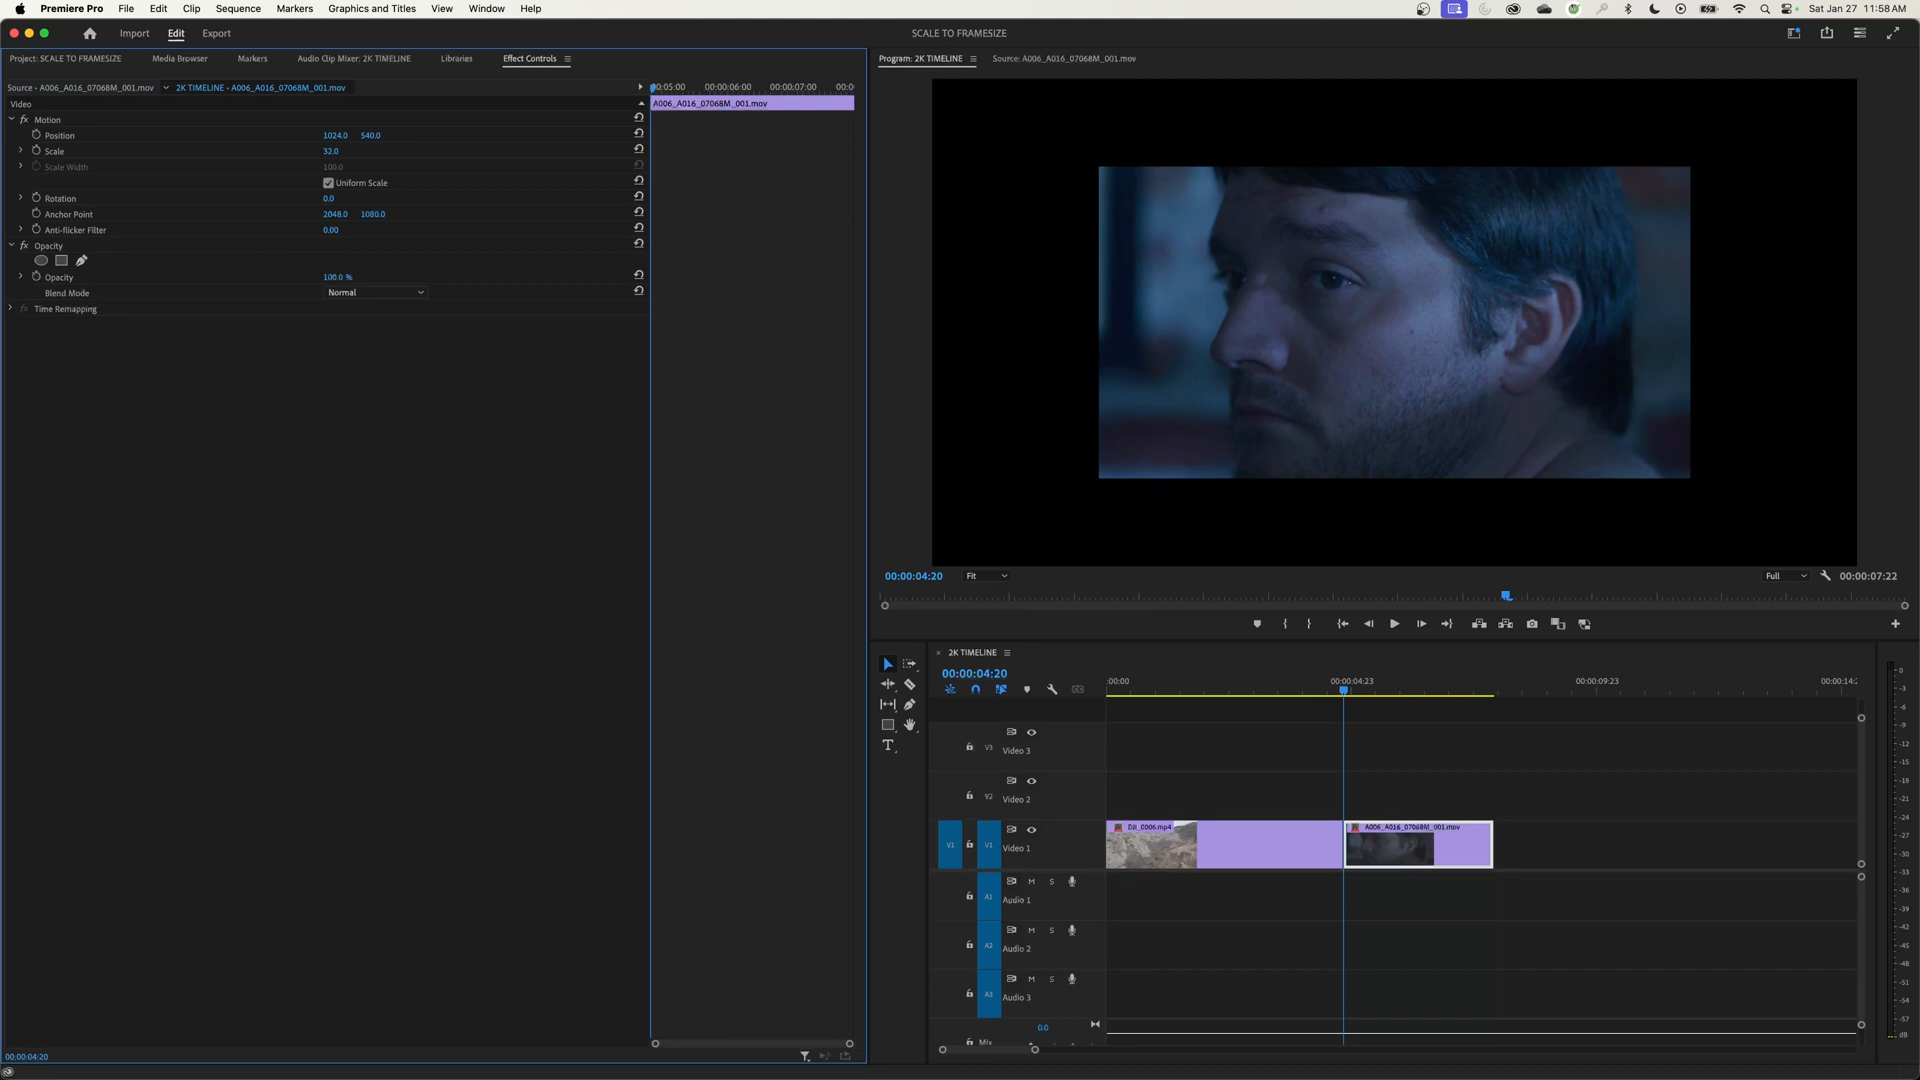 Premiere Pro File Edit Clip Sequence Markers Graphics and Titles View Window Help Sat Jan 27 11:58 AM
Import Edit Export SCALE TO FRAMESIZE
Project: SCALE TO FRAMESIZE Media Browser Markers Audio Clip Mixer: 2K TIMELINE Libraries Effect Controls
Program: 2K TIMELINE Source: A006_A016_07068M_001.mov
Source • A006_A016_07068M_001.mov 2K TIMELINE • A006_A016_07068M_001.mov
00:05:00 00:00:06:00 00:00:07:00 00:0
Video
A006_A016_07068M_001.mov
fx Motion
Position 1024.0 540.0
Scale 32.0
Scale Width 100.0
Uniform Scale
Rotation 0.0
Anchor Point 2048.0 1080.0
Anti-flicker Filter 0.00
fx Opacity
Opacity 100.0 %
Blend Mode Normal
fx Time Remapping
00:00:04:20 Fit Full 00:00:07:22
2K TIMELINE
00:00:04:20
:00:00 00:00:04:23 00:00:09:23 00:00:14:2
V3 Video 3
V2 Video 2
V1 V1 Video 1
DJI_0006.mp4 A006_A016_07068M_001.mov
M S
A1 Audio 1
M S
A2 Audio 2
M S
A3 Audio 3
0.0
Mix
0
-3
-6
-9
-12
-15
-18
-21
-24
-27
-30
-33
-36
-39
-42
-45
-48
-51
-54
-57
dB
00:00:04:20